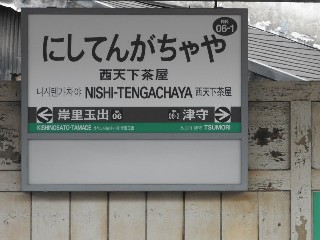 NK
06-1
にしてんがちゃや
西天下茶屋
니시텐가차야 NISHI-TENGACHAYA 西天下茶屋
岸里玉出 NK 06 06-2 津守
KISHINOSATO-TAMADE TSUMORI